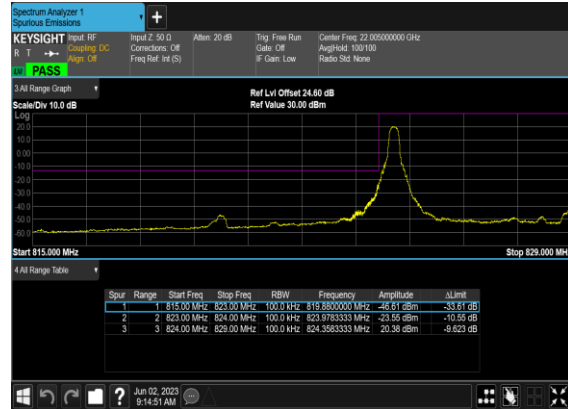 Spectrum Analyzer 1
Spurious Emissions
KEYSIGHT Input: RF Input Z: 50 Ω Atten: 20 dB Trig: Free Run Center Freq: 22.005000000 GHz
R T Coupling: DC Corrections: Off Gate: Off Avg|Hold: 100/100
Align: Off Freq Ref: Int (S) IF Gain: Low Radio Std: None
PASS
3 All Range Graph
Ref Lvl Offset 24.60 dB
Scale/Div 10.0 dB Ref Value 30.00 dBm
Log
20.0
10.0
0.00
-10.0
-20.0
-30.0
-40.0
-50.0
-60.0
Start 815.000 MHz Stop 829.000 MH
4 All Range Table
Spur Range Start Freq Stop Freq RBW Frequency Amplitude ΔLimit
1 1 815.00 MHz 823.00 MHz 100.0 kHz 819.8800000 MHz -46.61 dBm -33.61 dB
2 2 823.00 MHz 824.00 MHz 100.0 kHz 823.9783333 MHz -23.55 dBm -10.55 dB
3 3 824.00 MHz 829.00 MHz 100.0 kHz 824.3583333 MHz 20.38 dBm -9.623 dB
?
Jun 02, 2023
9:14:51 AM